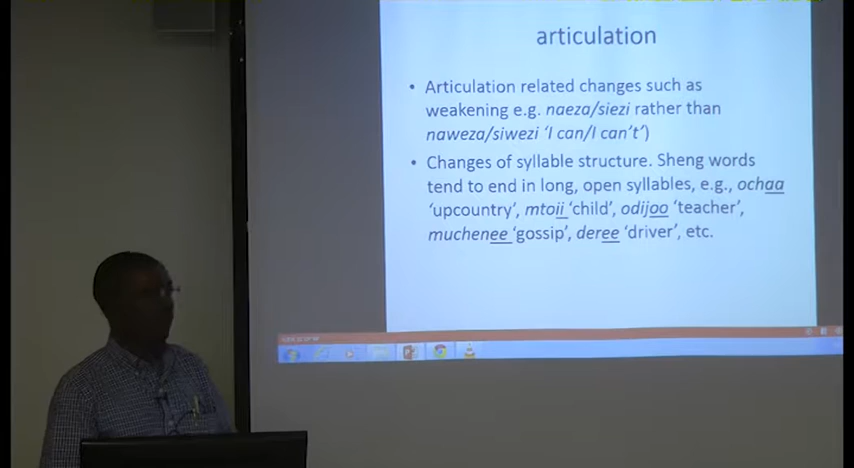 articulation
• Articulation related changes such as
weakening e.g. naeza/siezi rather than
naweza/siwezi 'I can/I can't')
• Changes of syllable structure. Sheng words
tend to end in long, open syllables, e.g., ochaa
'upcountry', mtoii 'child', odijoo 'teacher',
muchenee 'gossip', deree 'driver', etc.